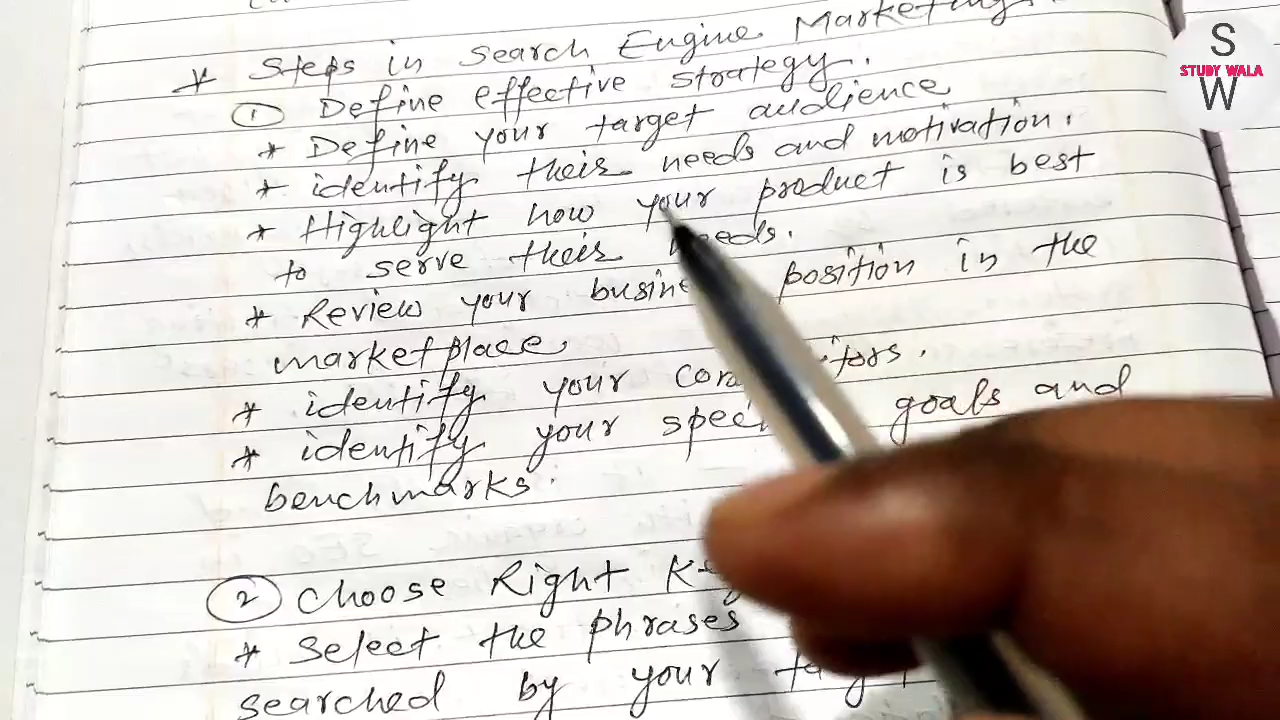 * Steps in Search Engine Marketing.
① Define effective strategy.
* Define your target audience
* identify their needs and motivation.
* Highlight how your product is best
to serve their needs.
* Review your position in the
marketplace
* identify your
* identify your goals and
benchmarks.
② Choose Right
* Select the phrases
searched by your
S
STUDY WALA
W